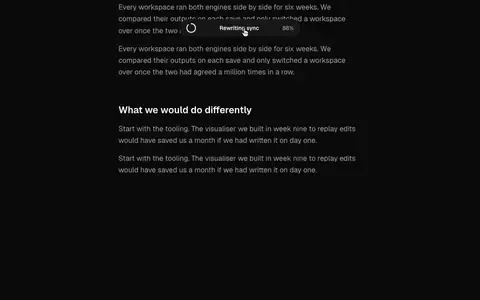 Every workspace ran both engines side by side for six weeks. We
compared their outputs on each save and only switched a workspace
over once the two
Rewriting sync 88%
Every workspace ran both engines side by side for six weeks. We
compared their outputs on each save and only switched a workspace
over once the two had agreed a million times in a row.
What we would do differently
Start with the tooling. The visualiser we built in week nine to replay edits
would have saved us a month if we had written it on day one.
Start with the tooling. The visualiser we built in week nine to replay edits
would have saved us a month if we had written it on day one.